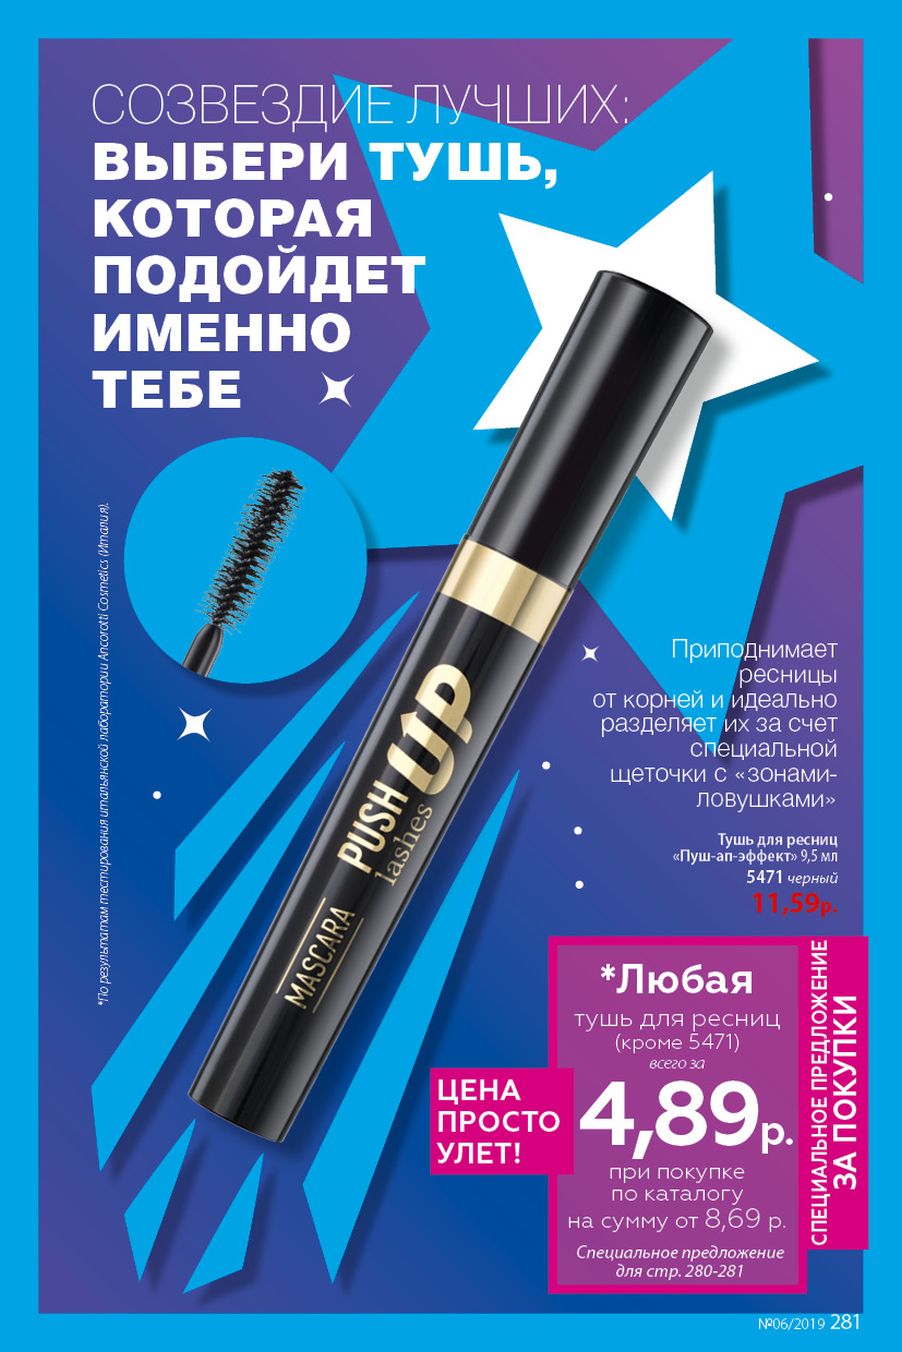 СОЗВЕЗДИЕ ЛУЧШИХ:
ВЫБЕРИ ТУШЬ,
КОТОРАЯ
ПОДОЙДЕТ
ИМЕННО
ТЕБЕ
*По результатам тестирования итальянской лаборатории Ancorotti Cosmetics (Италия).
MASCARA
PUSH UP
lashes
Приподнимает
ресницы
от корней и идеально
разделяет их за счет
специальной
щеточки с «зонами-
ловушками»
Тушь для ресниц
«Пуш-ап-эффект» 9,5 мл
5471 черный
11,59р.
ЦЕНА
ПРОСТО
УЛЕТ!
*Любая
тушь для ресниц
(кроме 5471)
всего за
4,89р.
при покупке
по каталогу
на сумму от 8,69 р.
Специальное предложение
для стр. 280-281
СПЕЦИАЛЬНОЕ ПРЕДЛОЖЕНИЕ
ЗА ПОКУПКИ
№06/2019 281